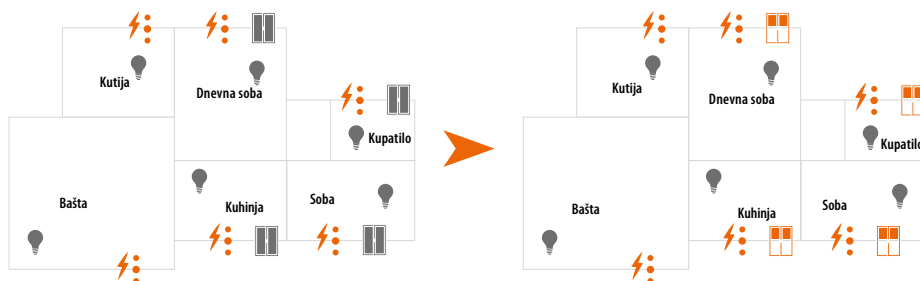 Kutija
Dnevna soba
Kupatilo
Bašta
Kuhinja
Soba
Kutija
Dnevna soba
Kupatilo
Bašta
Kuhinja
Soba